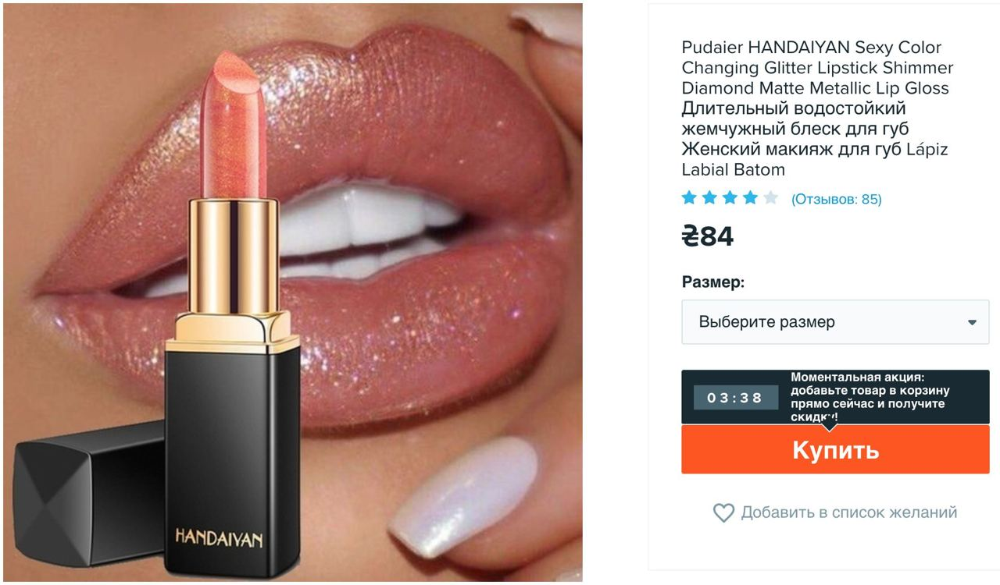 HANDAIYAN
Pudaier HANDAIYAN Sexy Color
Changing Glitter Lipstick Shimmer
Diamond Matte Metallic Lip Gloss
Длительный водостойкий
жемчужный блеск для губ
Женский макияж для губ Lápiz
Labial Batom
(Отзывов: 85)
₴84
Размер:
Выберите размер
03:38
Моментальная акция:
добавьте товар в корзину
прямо сейчас и получите
скидку!
Купить
Добавить в список желаний